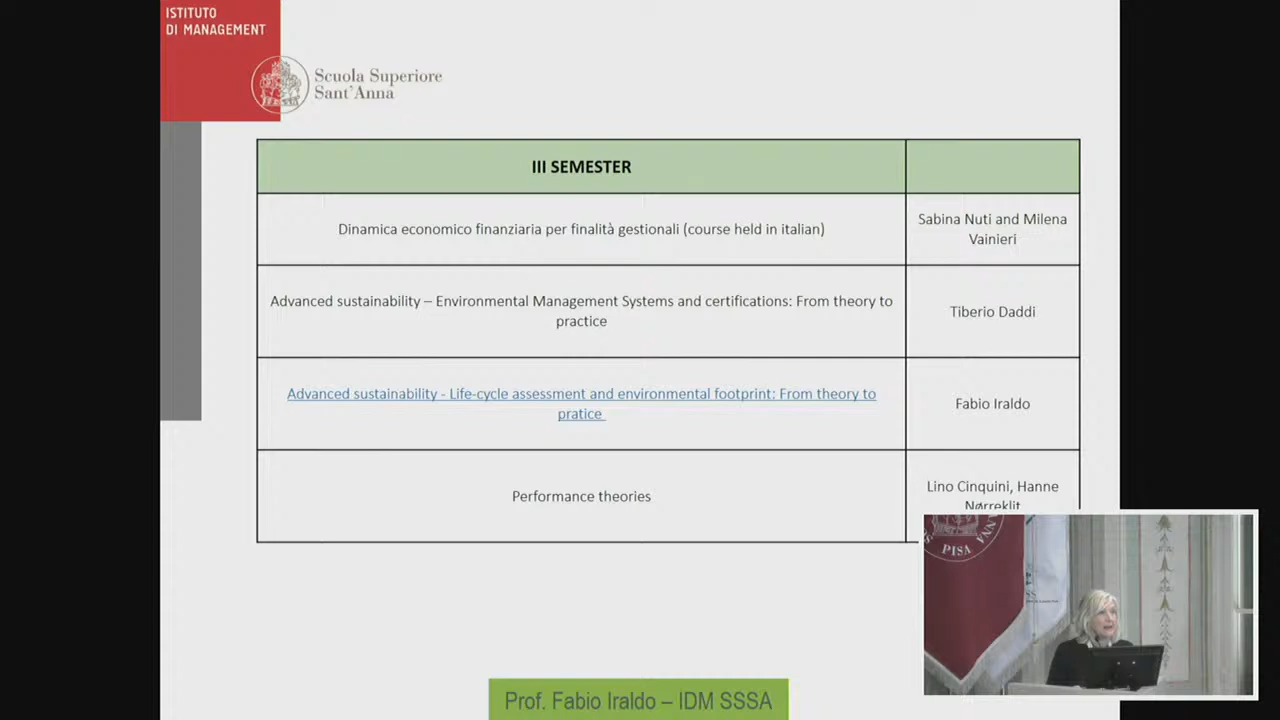 ISTITUTO
DI MANAGEMENT
Scuola Superiore
Sant'Anna
III SEMESTER
Dinamica economico finanziaria per finalità gestionali (course held in italian)
Sabina Nuti and Milena
Vainieri
Advanced sustainability – Environmental Management Systems and certifications: From theory to
practice
Tiberio Daddi
Advanced sustainability - Life-cycle assessment and environmental footprint: From theory to
pratice
Fabio Iraldo
Performance theories
Lino Cinquini, Hanne
Nørreklit
PISA
Prof. Fabio Iraldo – IDM SSSA